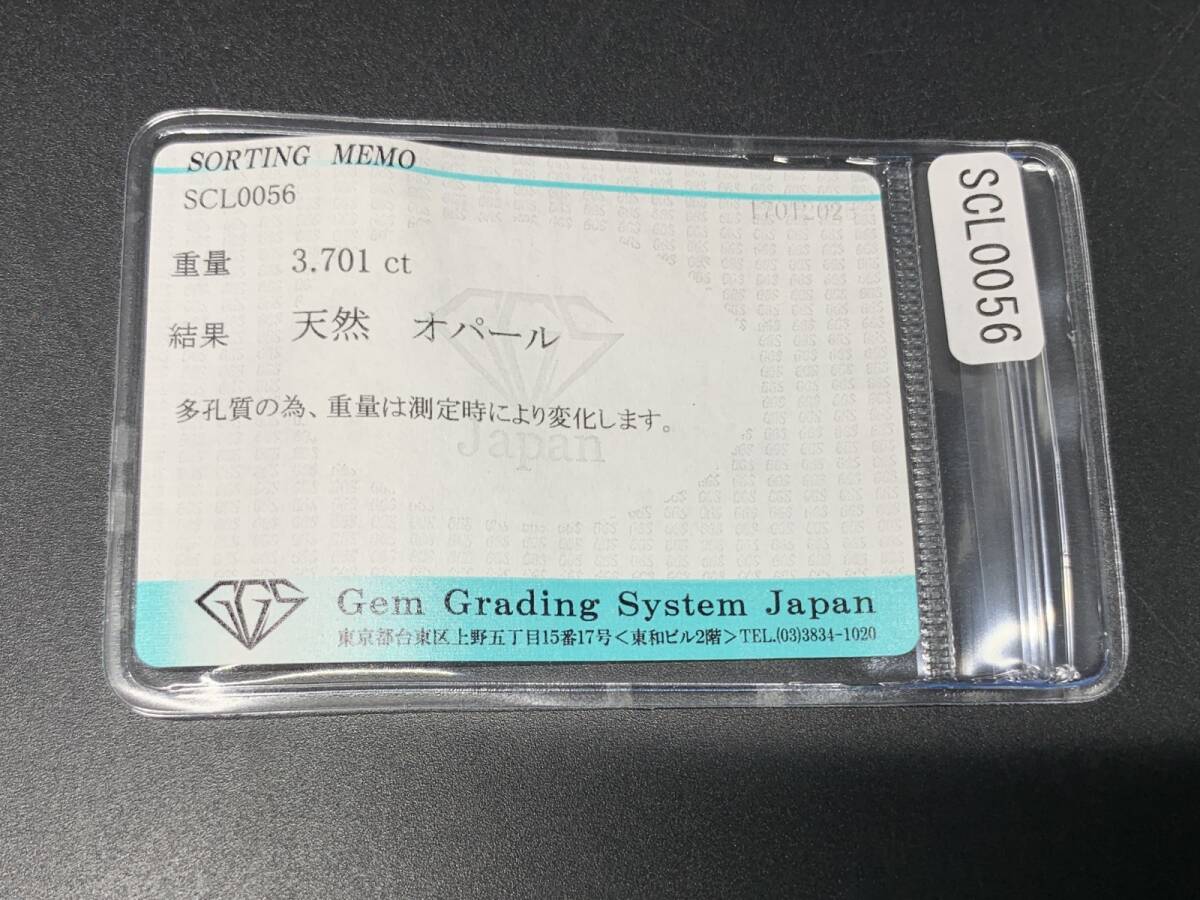 SORTING MEMO
SCL0056
重量 3.701 ct
結果 天然 オパール
多孔質の為、重量は測定時により変化します。
GGS
Japan
GGS Gem Grading System Japan
東京都台東区上野五丁目15番17号＜東和ビル2階＞TEL.(03)3834-1020
SCL0056